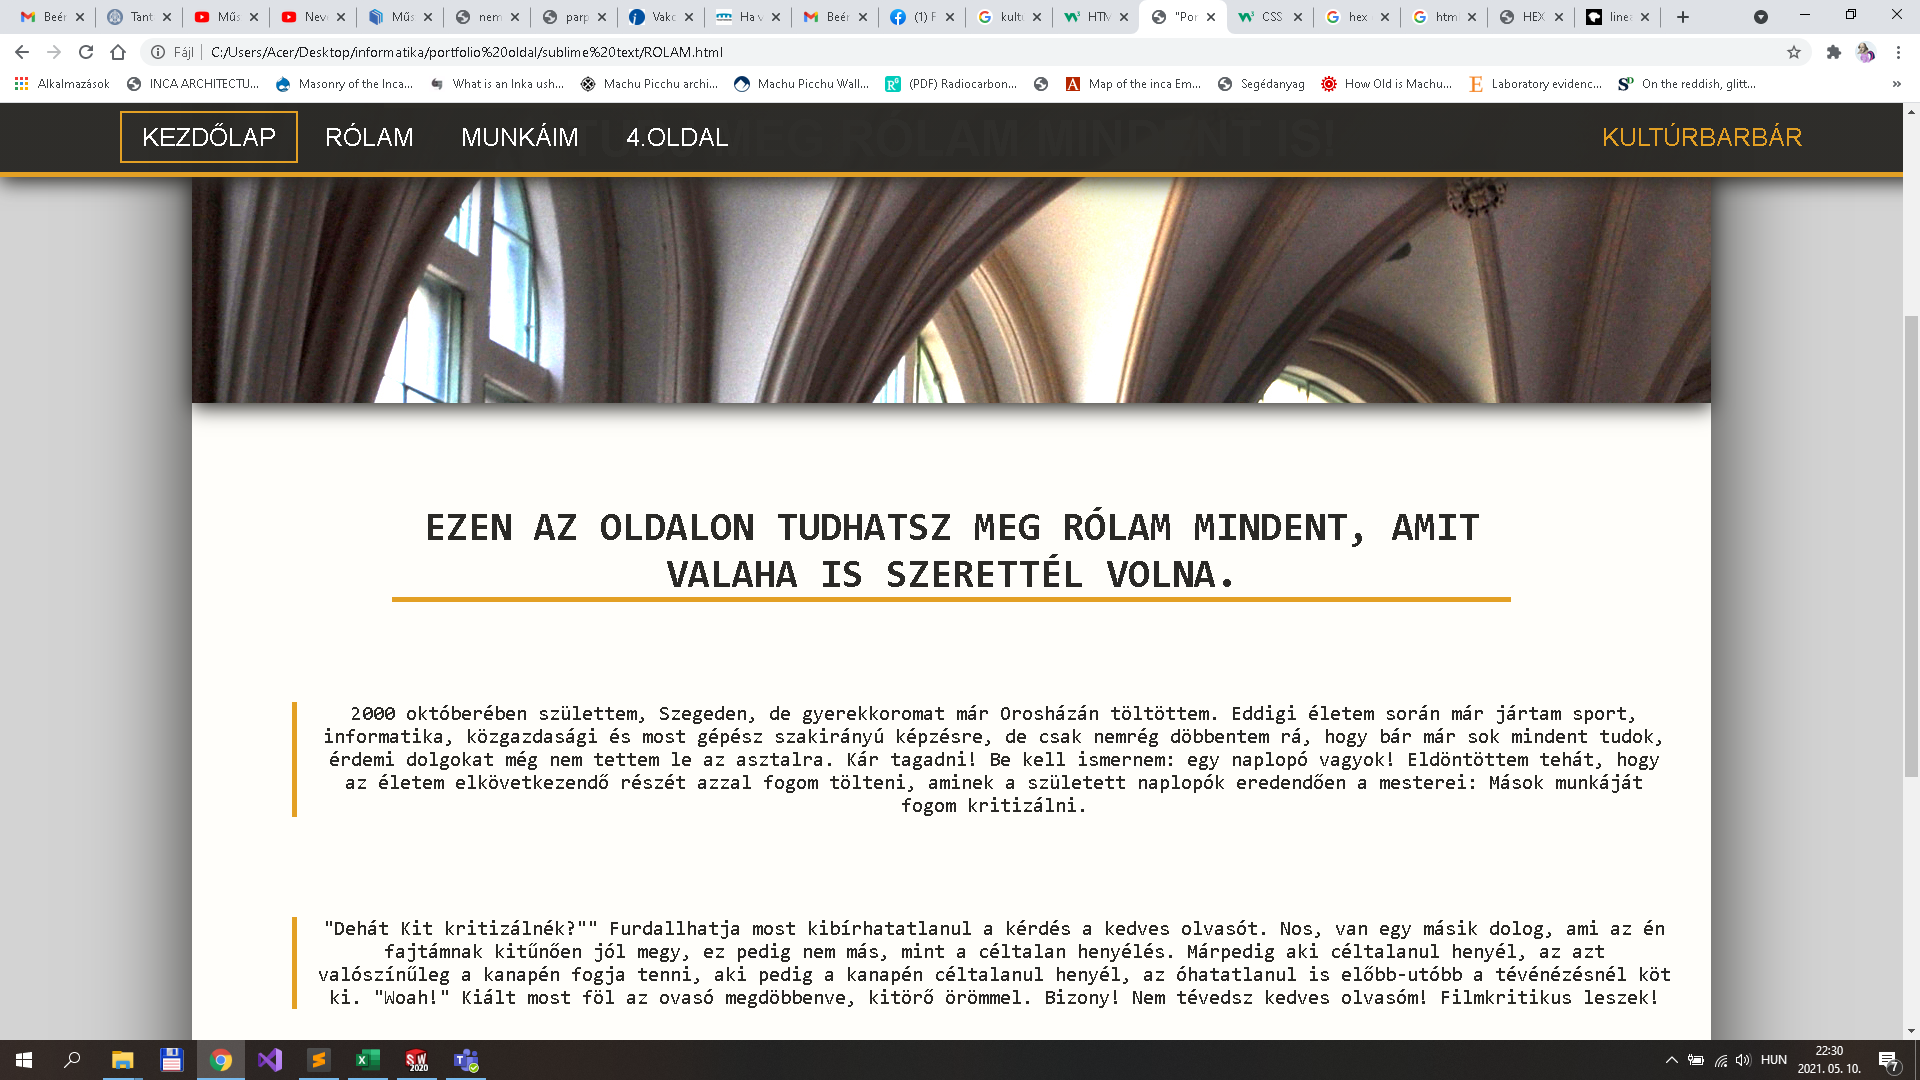 Beér Tant Műs Neve Műs nem parp Vako Ha v Beér (1) F kultu HTM "Por CSS hex html HEX linea
Fájl C:/Users/Acer/Desktop/informatika/portfolio%20oldal/sublime%20text/ROLAM.html
Alkalmazások INCA ARCHITECTU... Masonry of the Inca... What is an Inka ush... Machu Picchu archi... Machu Picchu Wall... (PDF) Radiocarbon... Map of the inca Em... Segédanyag How Old is Machu... Laboratory evidenc... On the reddish, glitt... »
KEZDŐLAP RÓLAM MUNKÁIM 4.OLDAL KULTÚRBARBÁR
EZEN AZ OLDALON TUDHATSZ MEG RÓLAM MINDENT, AMIT
VALAHA IS SZERETTÉL VOLNA.
2000 októberében születtem, Szegeden, de gyerekkoromat már Orosházán töltöttem. Eddigi életem során már jártam sport,
informatika, közgazdasági és most gépész szakirányú képzésre, de csak nemrég döbbentem rá, hogy bár már sok mindent tudok,
érdemi dolgokat még nem tettem le az asztalra. Kár tagadni! Be kell ismernem: egy naplopó vagyok! Eldöntöttem tehát, hogy
az életem elkövetkezendő részét azzal fogom tölteni, aminek a született naplopók eredendően a mesterei: Mások munkáját
fogom kritizálni.
"Dehát Kit kritizálnék?"" Furdallhatja most kibírhatatlanul a kérdés a kedves olvasót. Nos, van egy másik dolog, ami az én
fajtámnak kitűnően jól megy, ez pedig nem más, mint a céltalan henyélés. Márpedig aki céltalanul henyél, az azt
valószínűleg a kanapén fogja tenni, aki pedig a kanapén céltalanul henyél, az óhatatlanul is előbb-utóbb a tévénézésnél köt
ki. "Woah!" Kiált most föl az ovasó megdöbbenve, kitörő örömmel. Bizony! Nem tévedsz kedves olvasóm! Filmkritikus leszek!
HUN 22:30
2021. 05. 10. 7